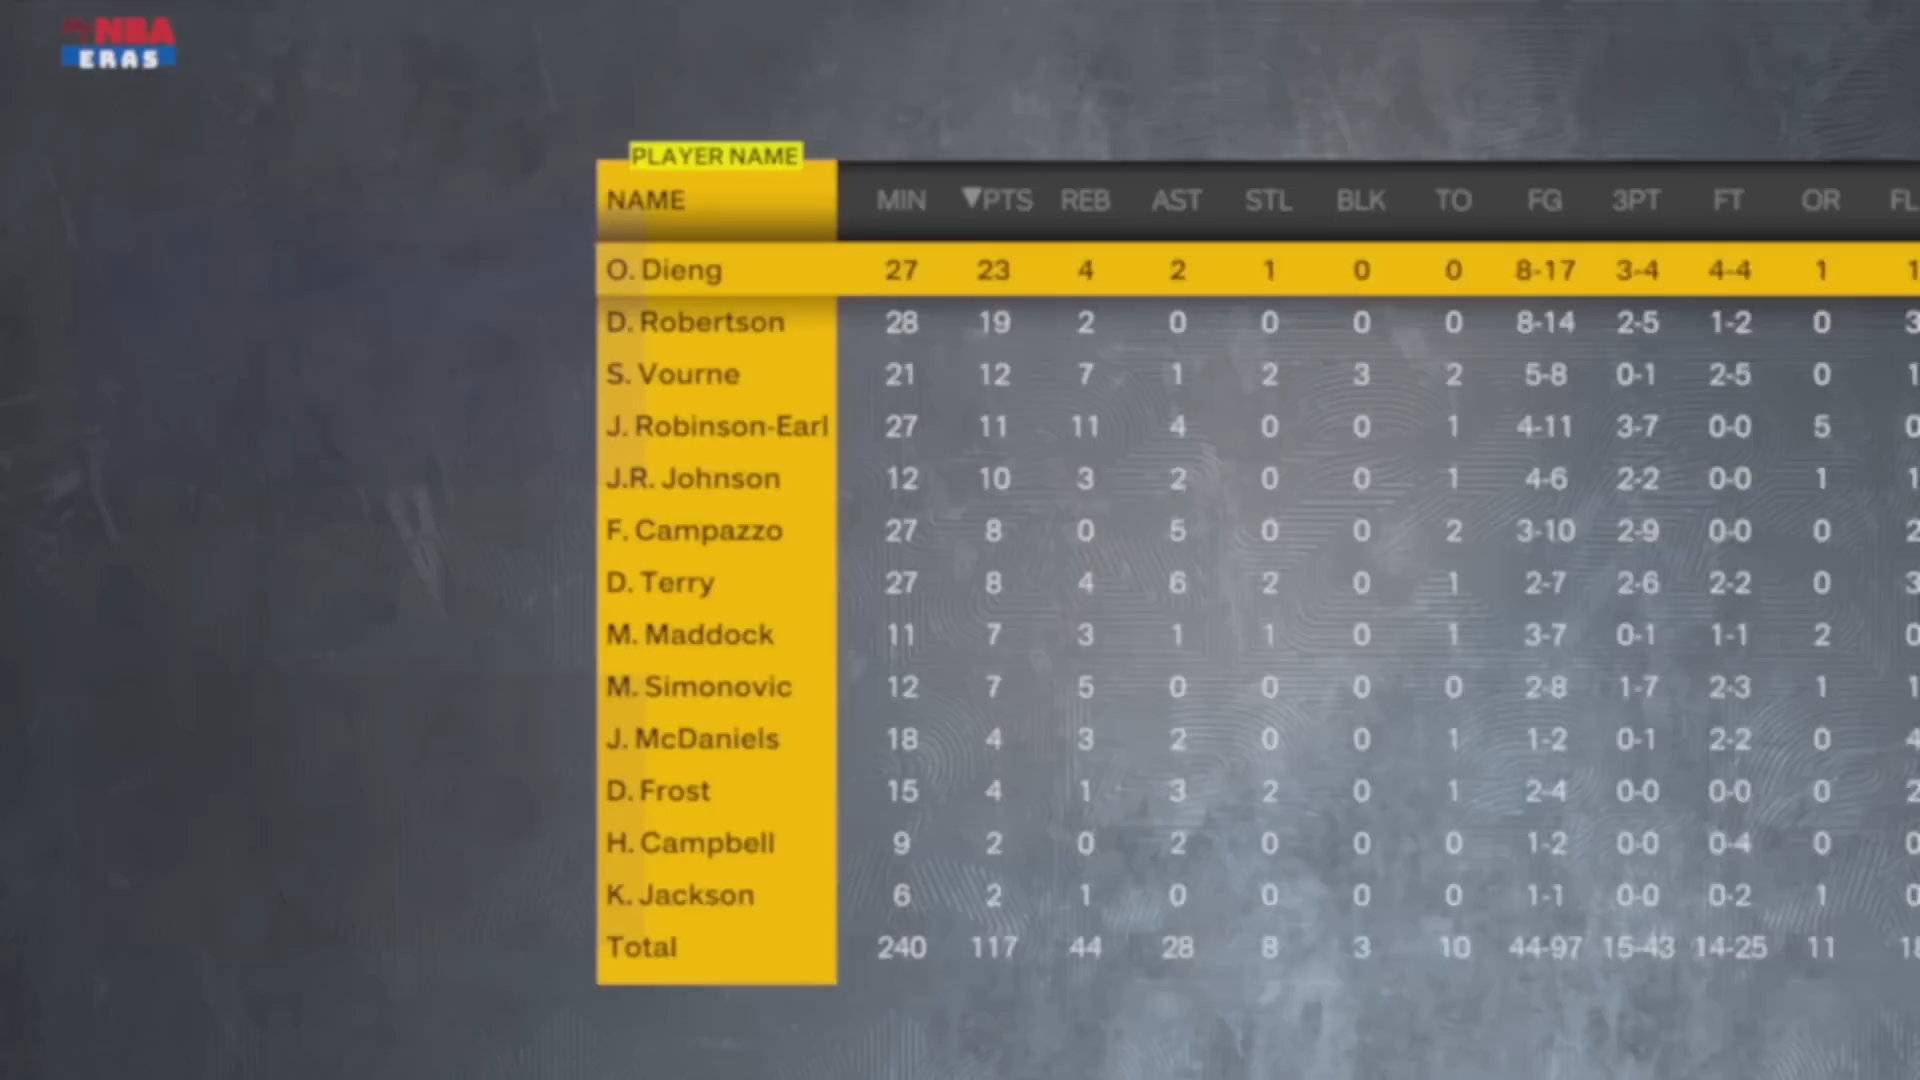 NBA
ERAS
PLAYER NAME
NAME MIN ▼PTS REB AST STL BLK TO FG 3PT FT OR FL
O. Dieng 27 23 4 2 1 0 0 8-17 3-4 4-4 1 1
D. Robertson 28 19 2 0 0 0 0 8-14 2-5 1-2 0 3
S. Vourne 21 12 7 1 2 3 2 5-8 0-1 2-5 0 1
J. Robinson-Earl 27 11 11 4 0 0 1 4-11 3-7 0-0 5 0
J.R. Johnson 12 10 3 2 0 0 1 4-6 2-2 0-0 1 1
F. Campazzo 27 8 0 5 0 0 2 3-10 2-9 0-0 0 2
D. Terry 27 8 4 6 2 0 1 2-7 2-6 2-2 0 3
M. Maddock 11 7 3 1 1 0 1 3-7 0-1 1-1 2 0
M. Simonovic 12 7 5 0 0 0 0 2-8 1-7 2-3 1 1
J. McDaniels 18 4 3 2 0 0 1 1-2 0-1 2-2 0 4
D. Frost 15 4 1 3 2 0 1 2-4 0-0 0-0 0 2
H. Campbell 9 2 0 2 0 0 0 1-2 0-0 0-4 0 0
K. Jackson 6 2 1 0 0 0 0 1-1 0-0 0-2 1 0
Total 240 117 44 28 8 3 10 44-97 15-43 14-25 11 18